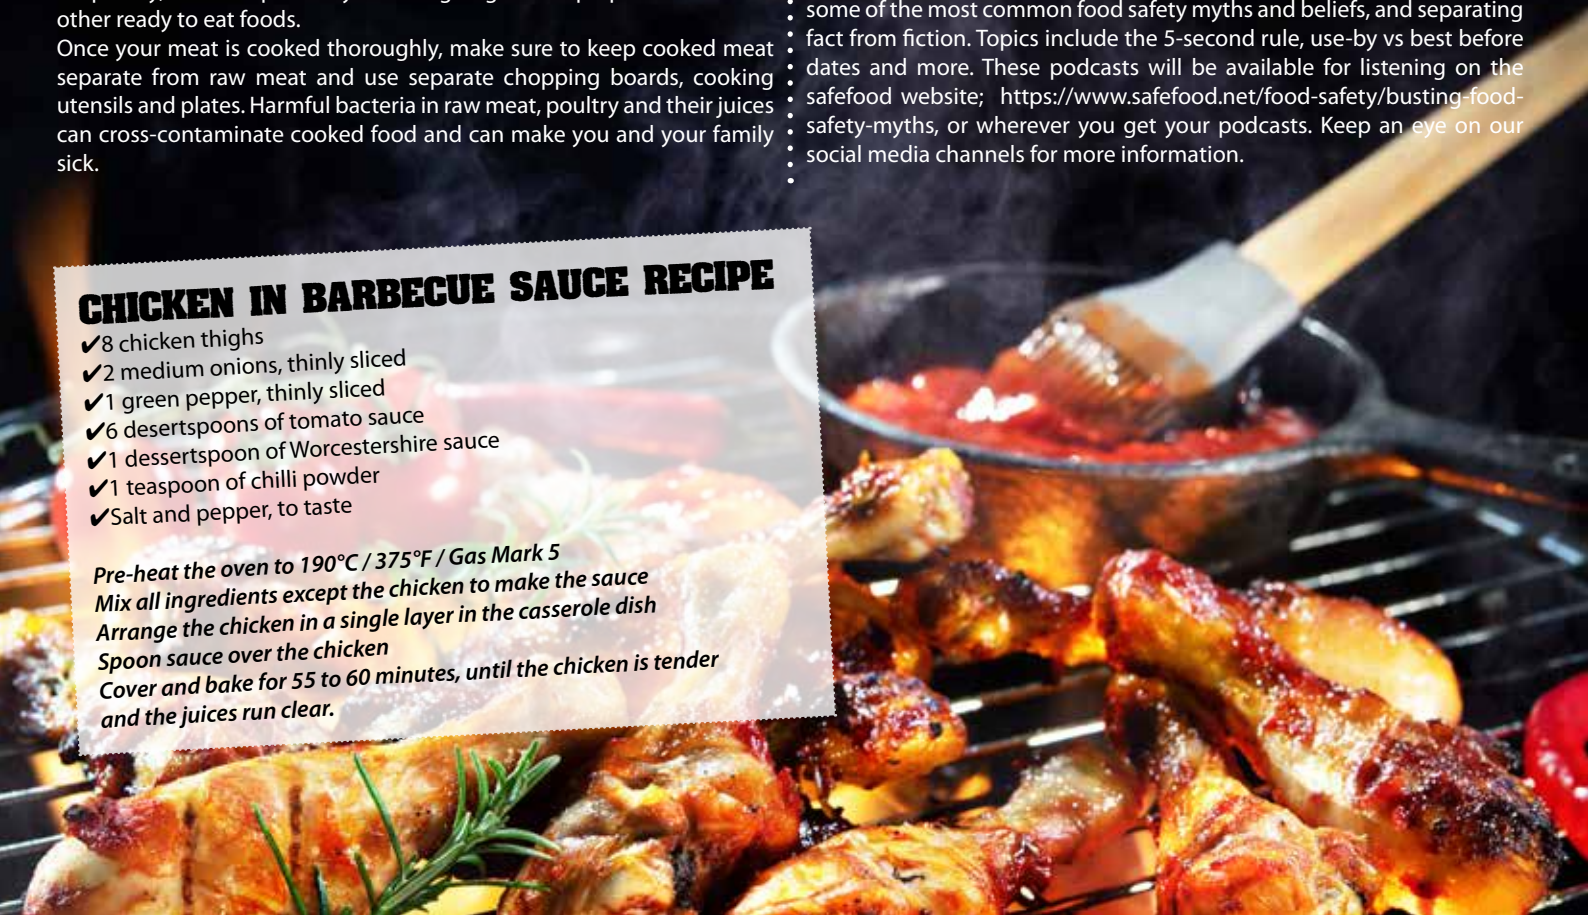 other ready to eat foods.
Once your meat is cooked thoroughly, make sure to keep cooked meat
separate from raw meat and use separate chopping boards, cooking
utensils and plates. Harmful bacteria in raw meat, poultry and their juices
can cross-contaminate cooked food and can make you and your family
sick.
some of the most common food safety myths and beliefs, and separating
fact from fiction. Topics include the 5-second rule, use-by vs best before
dates and more. These podcasts will be available for listening on the
safefood website; https://www.safefood.net/food-safety/busting-food-
safety-myths, or wherever you get your podcasts. Keep an eye on our
social media channels for more information.
CHICKEN IN BARBECUE SAUCE RECIPE
✔8 chicken thighs
✔2 medium onions, thinly sliced
✔1 green pepper, thinly sliced
✔6 desertspoons of tomato sauce
✔1 dessertspoon of Worcestershire sauce
✔1 teaspoon of chilli powder
✔Salt and pepper, to taste
Pre-heat the oven to 190°C / 375°F / Gas Mark 5
Mix all ingredients except the chicken to make the sauce
Arrange the chicken in a single layer in the casserole dish
Spoon sauce over the chicken
Cover and bake for 55 to 60 minutes, until the chicken is tender
and the juices run clear.